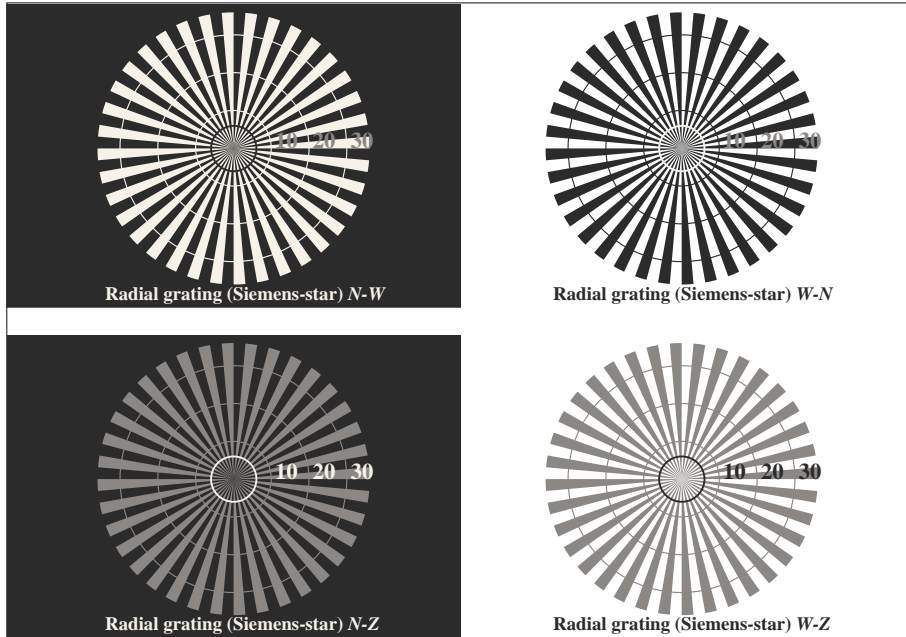 10 20 30
Radial grating (Siemens-star) N-W
10 20 30
Radial grating (Siemens-star) W-N
10 20 30
Radial grating (Siemens-star) N-Z
10 20 30
Radial grating (Siemens-star) W-Z